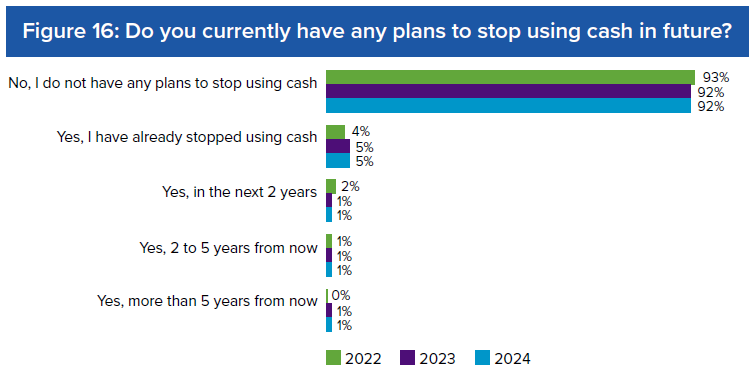 Figure 16: Do you currently have any plans to stop using cash in future?
No, I do not have any plans to stop using cash
93%
92%
92%
Yes, I have already stopped using cash
4%
5%
5%
Yes, in the next 2 years
2%
1%
1%
Yes, 2 to 5 years from now
1%
1%
1%
Yes, more than 5 years from now
0%
1%
1%
2022 2023 2024